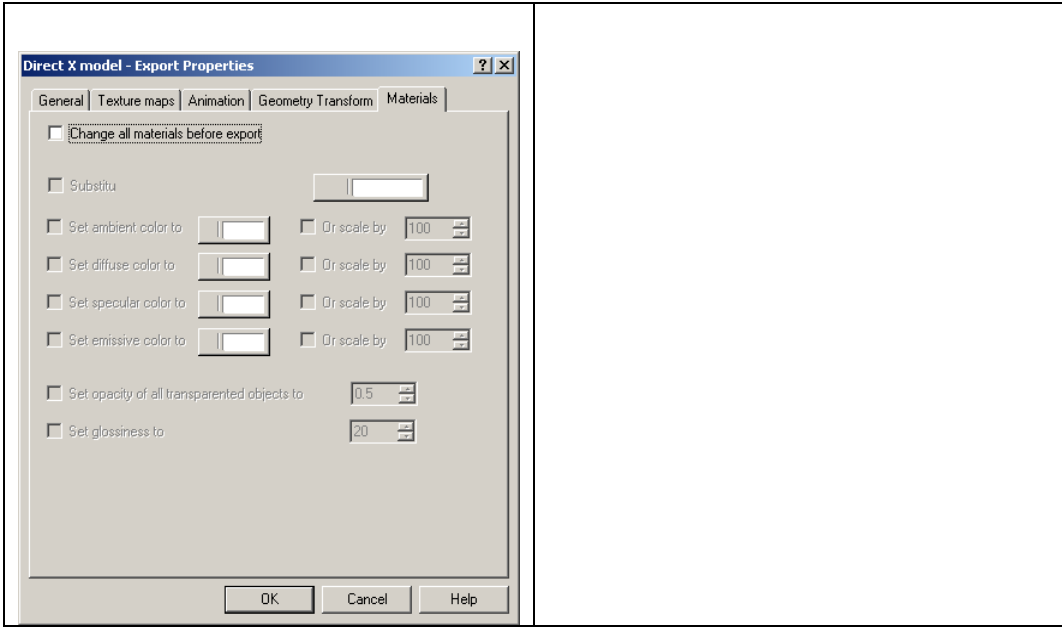 Direct X model - Export Properties
General Texture maps Animation Geometry Transform Materials
Change all materials before export
Substitu
Set ambient color to Or scale by 100
Set diffuse color to Or scale by 100
Set specular color to Or scale by 100
Set emissive color to Or scale by 100
Set opacity of all transparented objects to 0.5
Set glossiness to 20
OK Cancel Help